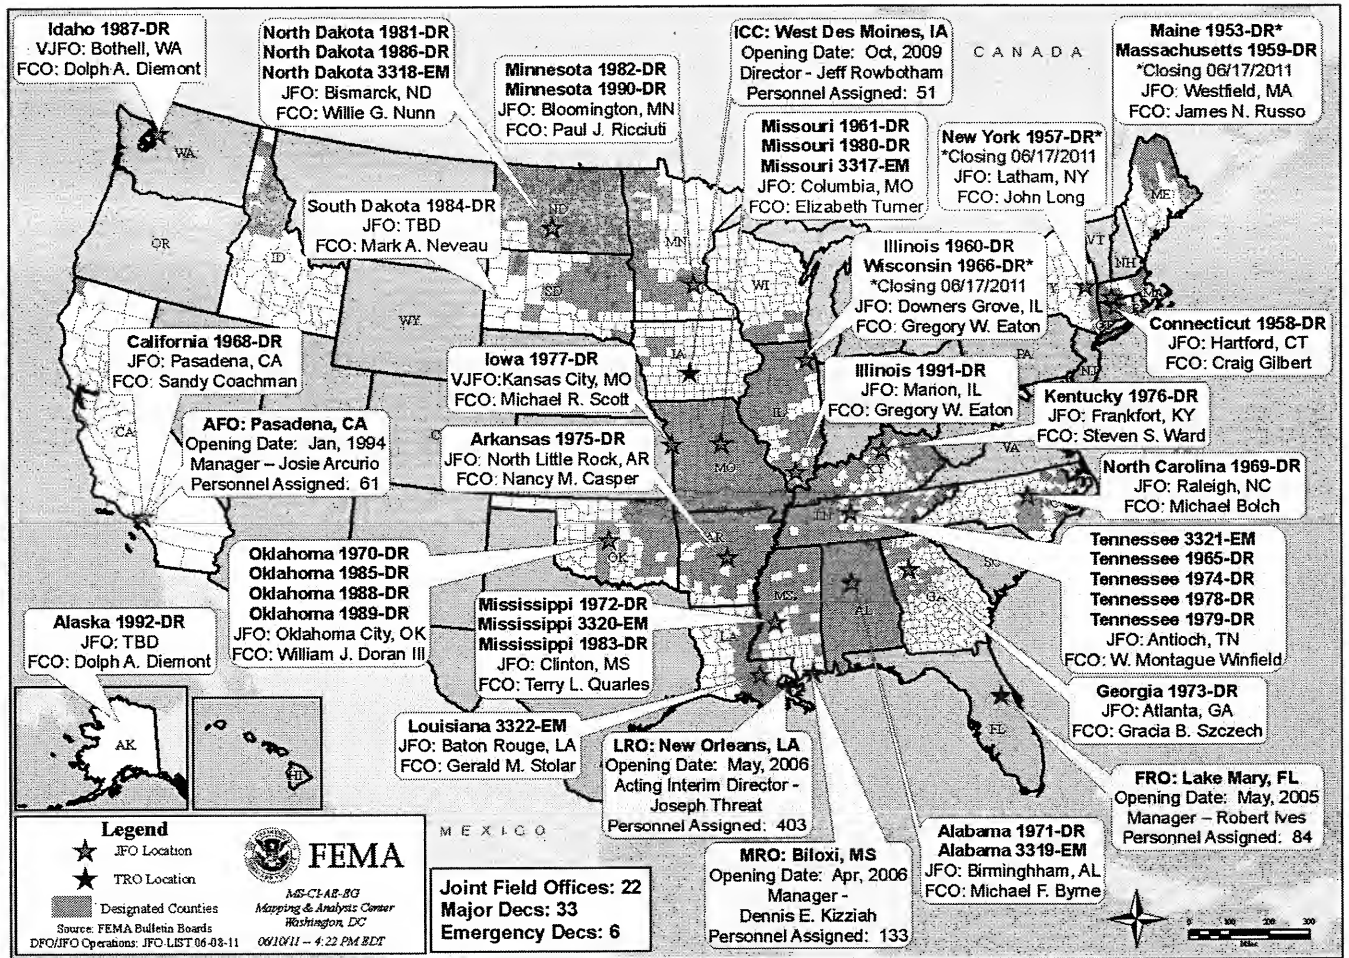 Idaho 1987-DR
VJFO: Bothell, WA
FCO: Dolph A. Diemont
North Dakota 1981-DR
North Dakota 1986-DR
North Dakota 3318-EM
JFO: Bismarck, ND
FCO: Willie G. Nunn
Minnesota 1982-DR
Minnesota 1990-DR
JFO: Bloomington, MN
FCO: Paul J. Ricciuti
ICC: West Des Moines, IA
Opening Date: Oct, 2009
Director - Jeff Rowbotham
Personnel Assigned: 51
CANADA
Maine 1953-DR*
Massachusetts 1959-DR
*Closing 06/17/2011
JFO: Westfield, MA
FCO: James N. Russo
Missouri 1961-DR
Missouri 1980-DR
Missouri 3317-EM
JFO: Columbia, MO
FCO: Elizabeth Turner
New York 1957-DR*
*Closing 06/17/2011
JFO: Latham, NY
FCO: John Long
South Dakota 1984-DR
JFO: TBD
FCO: Mark A. Neveau
Illinois 1960-DR
Wisconsin 1966-DR*
*Closing 06/17/2011
JFO: Downers Grove, IL
FCO: Gregory W. Eaton
Connecticut 1958-DR
JFO: Hartford, CT
FCO: Craig Gilbert
California 1968-DR
JFO: Pasadena, CA
FCO: Sandy Coachman
Iowa 1977-DR
VJFO:Kansas City, MO
FCO: Michael R. Scott
Illinois 1991-DR
JFO: Marion, IL
FCO: Gregory W. Eaton
Kentucky 1976-DR
JFO: Frankfort, KY
FCO: Steven S. Ward
AFO: Pasadena, CA
Opening Date: Jan, 1994
Manager – Josie Arcurio
Personnel Assigned: 61
Arkansas 1975-DR
JFO: North Little Rock, AR
FCO: Nancy M. Casper
North Carolina 1969-DR
JFO: Raleigh, NC
FCO: Michael Bolch
Oklahoma 1970-DR
Oklahoma 1985-DR
Oklahoma 1988-DR
Oklahoma 1989-DR
JFO: Oklahoma City, OK
FCO: William J. Doran III
Tennessee 3321-EM
Tennessee 1965-DR
Tennessee 1974-DR
Tennessee 1978-DR
Tennessee 1979-DR
JFO: Antioch, TN
FCO: W. Montague Winfield
Mississippi 1972-DR
Mississippi 3320-EM
Mississippi 1983-DR
JFO: Clinton, MS
FCO: Terry L. Quarles
Alaska 1992-DR
JFO: TBD
FCO: Dolph A. Diemont
Georgia 1973-DR
JFO: Atlanta, GA
FCO: Gracia B. Szczech
Louisiana 3322-EM
JFO: Baton Rouge, LA
FCO: Gerald M. Stolar
LRO: New Orleans, LA
Opening Date: May, 2006
Acting Interim Director -
Joseph Threat
Personnel Assigned: 403
FRO: Lake Mary, FL
Opening Date: May, 2005
Manager – Robert Ives
Personnel Assigned: 84
MRO: Biloxi, MS
Opening Date: Apr, 2006
Manager -
Dennis E. Kizziah
Personnel Assigned: 133
Alabama 1971-DR
Alabama 3319-EM
JFO: Birminghham, AL
FCO: Michael F. Byrne
WA
OR
ID
WY
CA
ND
SD
MN
WI
IA
IL
MO
KY
TN
AR
OK
MS
AL
GA
LA
FL
SC
VA
PA
NJ
VT
NH
ME
AK
HI
MEXICO
Legend
JFO Location
TRO Location
Designated Counties
Source: FEMA Bulletin Boards
DFO/JFO Operations: JFO-LIST 06-08-11
FEMA
MS-CI-AE-EG
Mapping & Analysis Center
Washington, DC
06/10/11 -- 4:22 PM EDT
Joint Field Offices: 22
Major Decs: 33
Emergency Decs: 6
0 100 200 300
Miles